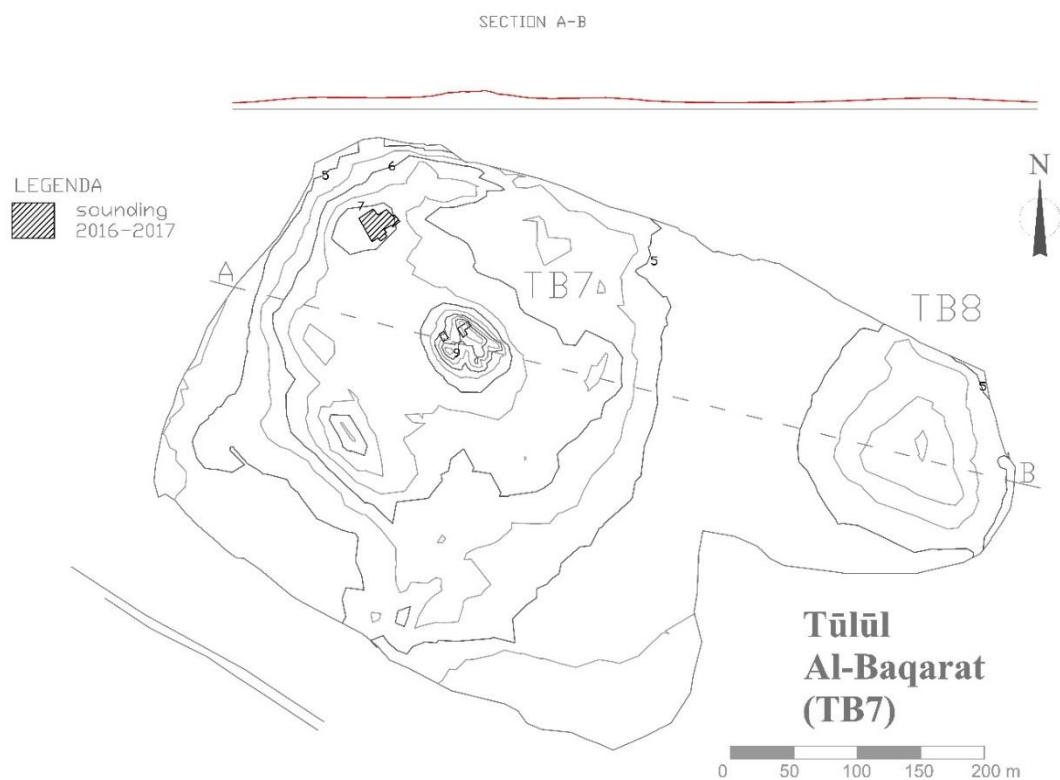 SECTION A-B
LEGENDA
sounding
2016-2017
N
5
6
7
A
TB7
5
TB8
9
5
B
Tūlūl
Al-Baqarat
(TB7)
0 50 100 150 200 m